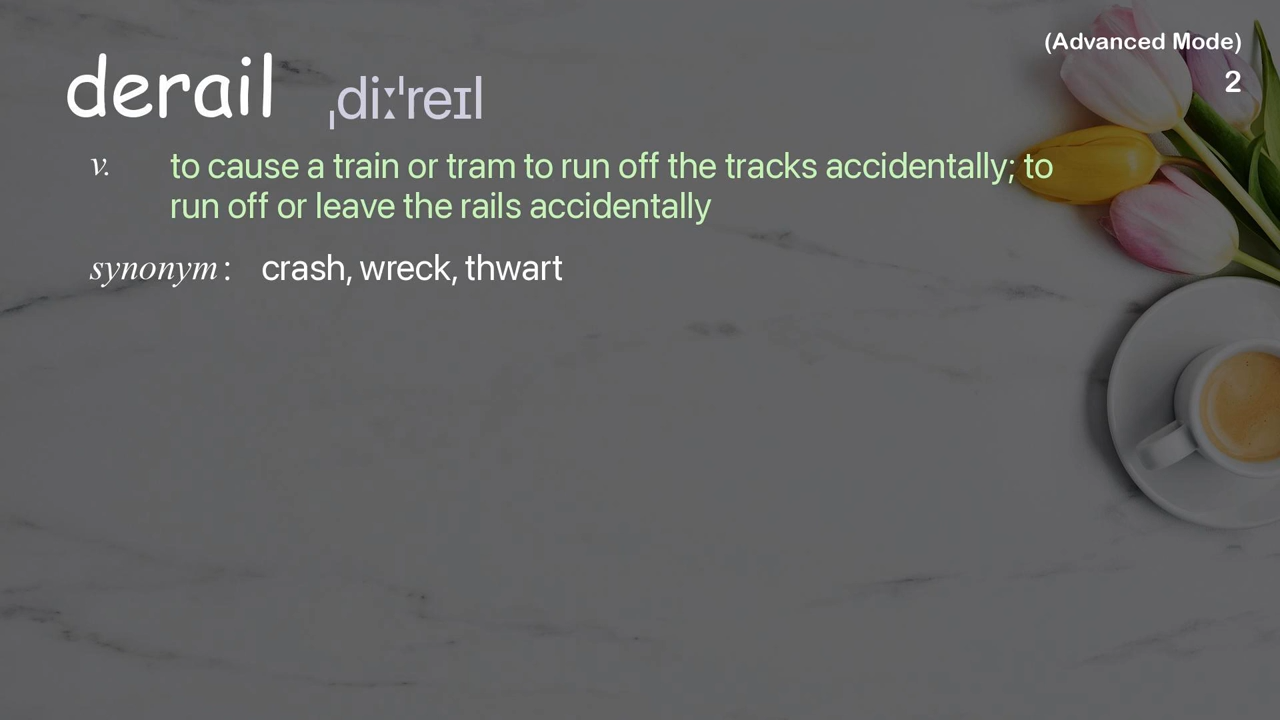 (Advanced Mode)
2
derail ˌdiːˈreɪl
v. to cause a train or tram to run off the tracks accidentally; to
run off or leave the rails accidentally
synonym : crash, wreck, thwart